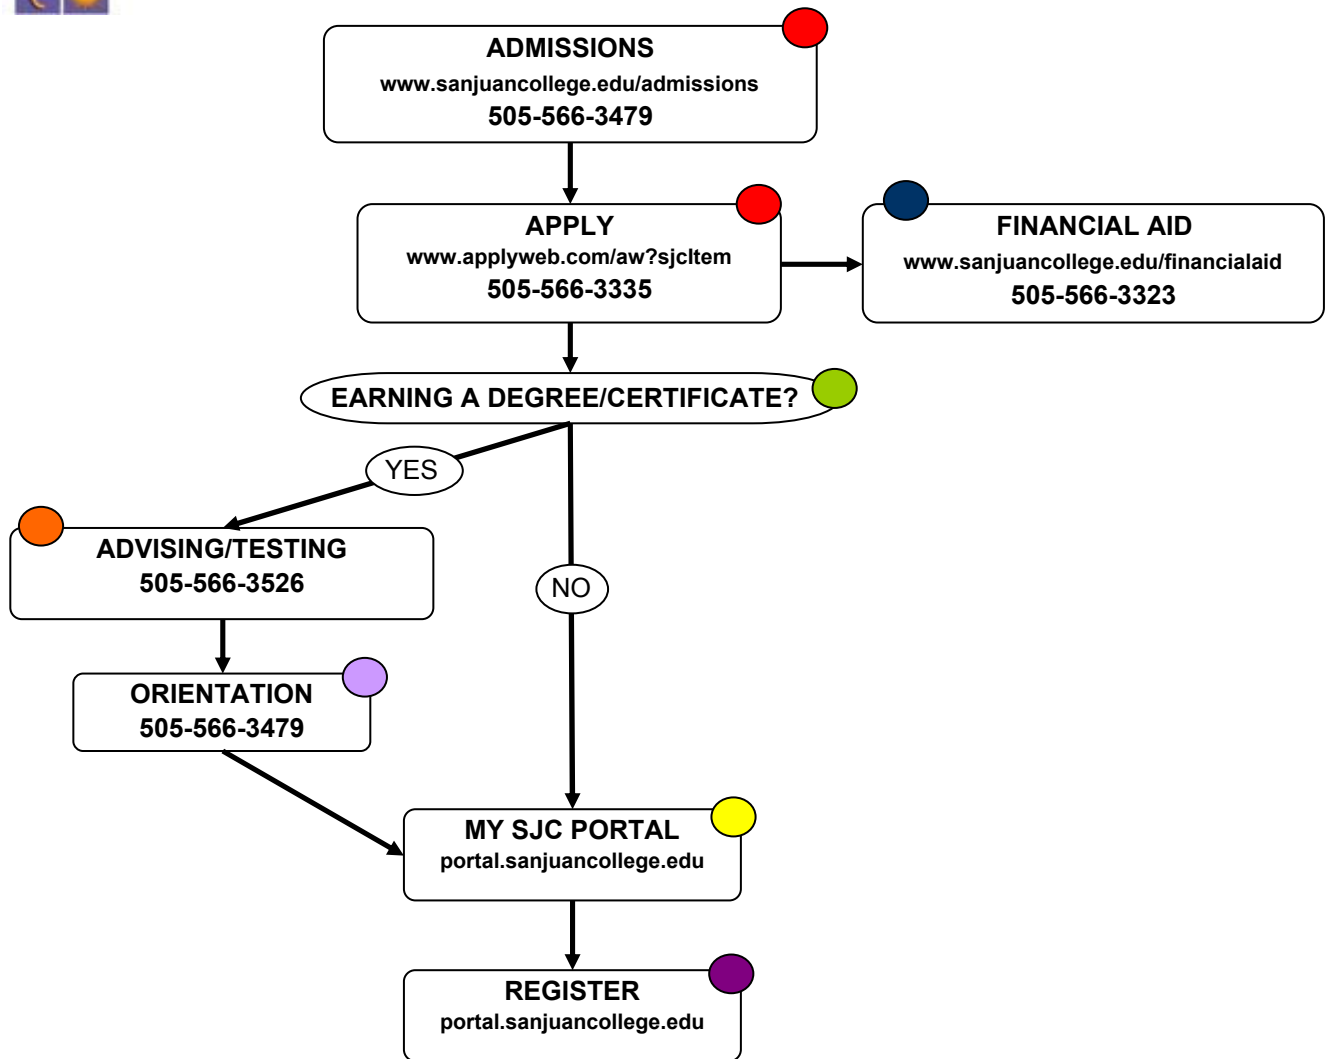 ADMISSIONS
www.sanjuancollege.edu/admissions
505-566-3479
APPLY
www.applyweb.com/aw?sjcltem
505-566-3335
FINANCIAL AID
www.sanjuancollege.edu/financialaid
505-566-3323
EARNING A DEGREE/CERTIFICATE?
YES
ADVISING/TESTING
505-566-3526
NO
ORIENTATION
505-566-3479
MY SJC PORTAL
portal.sanjuancollege.edu
REGISTER
portal.sanjuancollege.edu